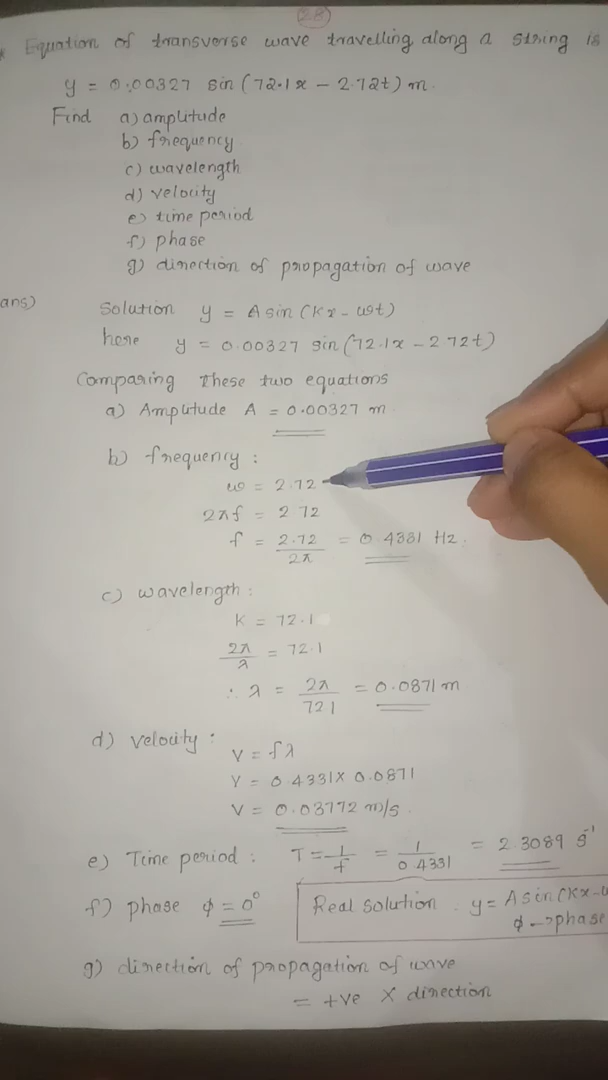 28
Equation of transverse wave travelling along a string is
y = 0.00327 sin (72.1x - 2.72t) m.
Find a) amplitude
b) frequency
c) wavelength
d) velocity
e) time period
f) phase
g) direction of propagation of wave
ans) Solution y = A sin (Kx - ωt)
here y = 0.00327 sin (72.1x - 2.72t)
Comparing These two equations
a) Amplitude A = 0.00327 m
b) frequency :
ω = 2.72
2πf = 2.72
f = 2.72 / 2π = 0.4331 Hz.
c) wavelength :
K = 72.1
2π / λ = 72.1
∴ λ = 2π / 72.1 = 0.0871 m
d) velocity :
V = fλ
V = 0.4331 X 0.0871
V = 0.03772 m/s.
e) Time period : T = 1 / f = 1 / 0.4331 = 2.3089 s⁻¹
f) phase ϕ = 0°
Real solution . y = A sin (Kx - ω
ϕ --> phase
g) direction of propagation of wave
= +ve X direction